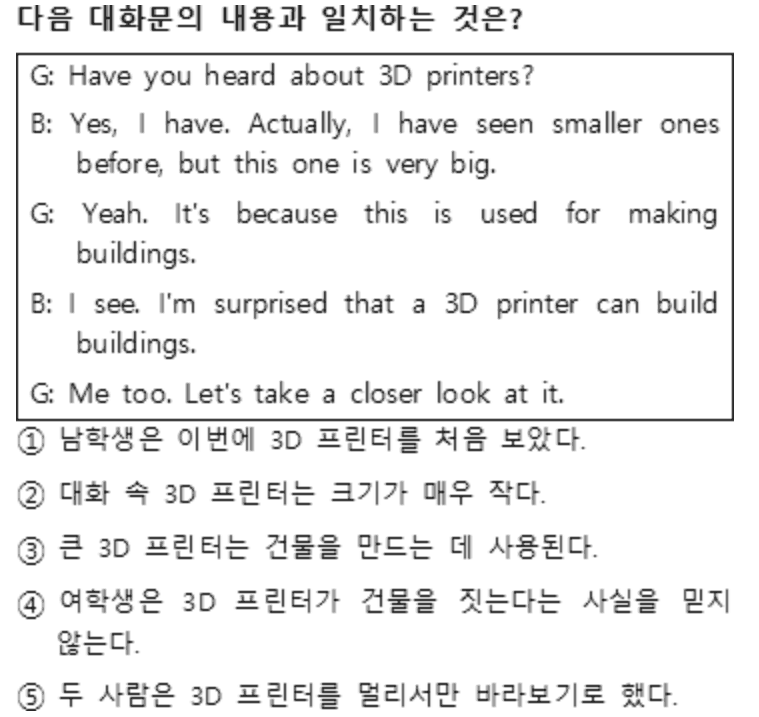 다음 대화문의 내용과 일치하는 것은?
G: Have you heard about 3D printers?
B: Yes, I have. Actually, I have seen smaller ones
before, but this one is very big.
G: Yeah. It's because this is used for making
buildings.
B: I see. I'm surprised that a 3D printer can build
buildings.
G: Me too. Let's take a closer look at it.
① 남학생은 이번에 3D 프린터를 처음 보았다.
② 대화 속 3D 프린터는 크기가 매우 작다.
③ 큰 3D 프린터는 건물을 만드는 데 사용된다.
④ 여학생은 3D 프린터가 건물을 짓는다는 사실을 믿지
않는다.
⑤ 두 사람은 3D 프린터를 멀리서만 바라보기로 했다.